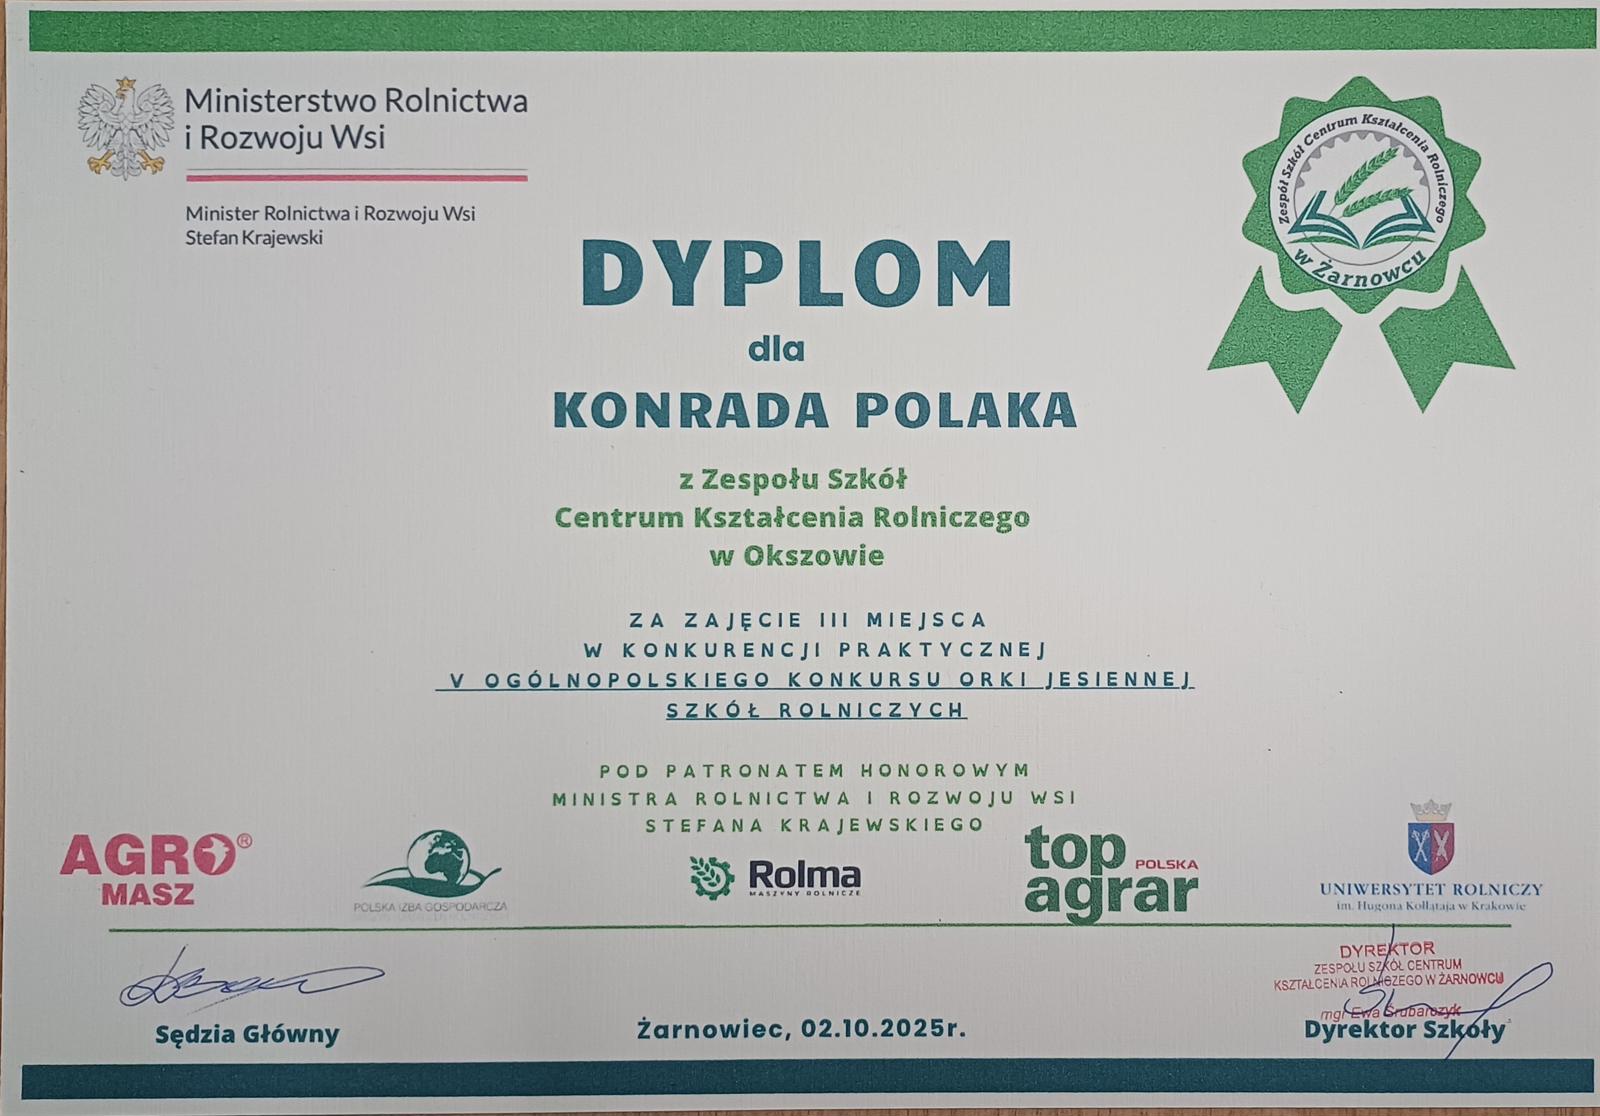 Ministerstwo Rolnictwa
i Rozwoju Wsi
Minister Rolnictwa i Rozwoju Wsi
Stefan Krajewski
Zespół Szkół Centrum Kształcenia Rolniczego
w Żarnowcu
DYPLOM
dla
KONRADA POLAKA
z Zespołu Szkół
Centrum Kształcenia Rolniczego
w Okszowie
ZA ZAJĘCIE III MIEJSCA
W KONKURENCJI PRAKTYCZNEJ
V OGÓLNOPOLSKIEGO KONKURSU ORKI JESIENNEJ
SZKÓŁ ROLNICZYCH
POD PATRONATEM HONOROWYM
MINISTRA ROLNICTWA I ROZWOJU WSI
STEFANA KRAJEWSKIEGO
AGRO®
MASZ
POLSKA IZBA GOSPODARCZA
Rolma
MASZYNY ROLNICZE
top
POLSKA
agrar
UNIWERSYTET ROLNICZY
im. Hugona Kołłątaja w Krakowie
DYREKTOR
ZESPOŁU SZKÓŁ CENTRUM
KSZTAŁCENIA ROLNICZEGO W ŻARNOWCU
mgr Ewa Śrubarczyk
Sędzia Główny
Żarnowiec, 02.10.2025r.
Dyrektor Szkoły